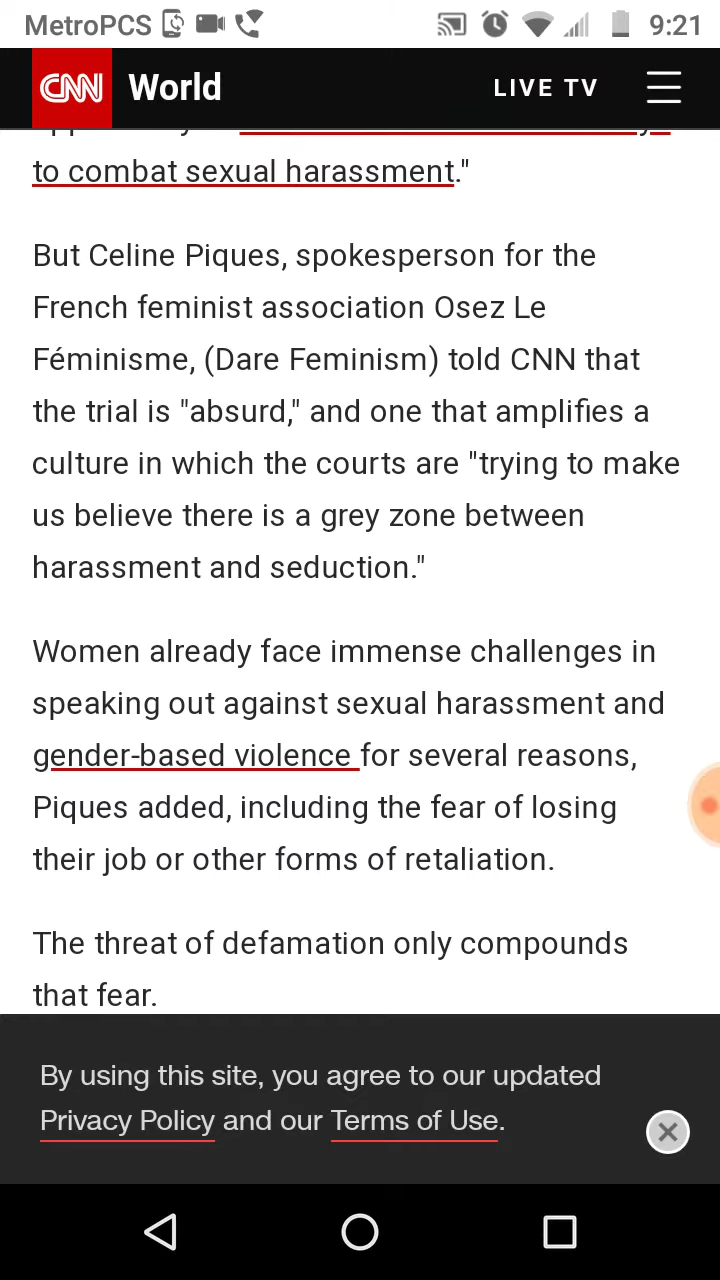 MetroPCS 9:21
CNN World LIVE TV
to combat sexual harassment."
But Celine Piques, spokesperson for the
French feminist association Osez Le
Féminisme, (Dare Feminism) told CNN that
the trial is "absurd," and one that amplifies a
culture in which the courts are "trying to make
us believe there is a grey zone between
harassment and seduction."
Women already face immense challenges in
speaking out against sexual harassment and
gender-based violence for several reasons,
Piques added, including the fear of losing
their job or other forms of retaliation.
The threat of defamation only compounds
that fear.
By using this site, you agree to our updated
Privacy Policy and our Terms of Use.